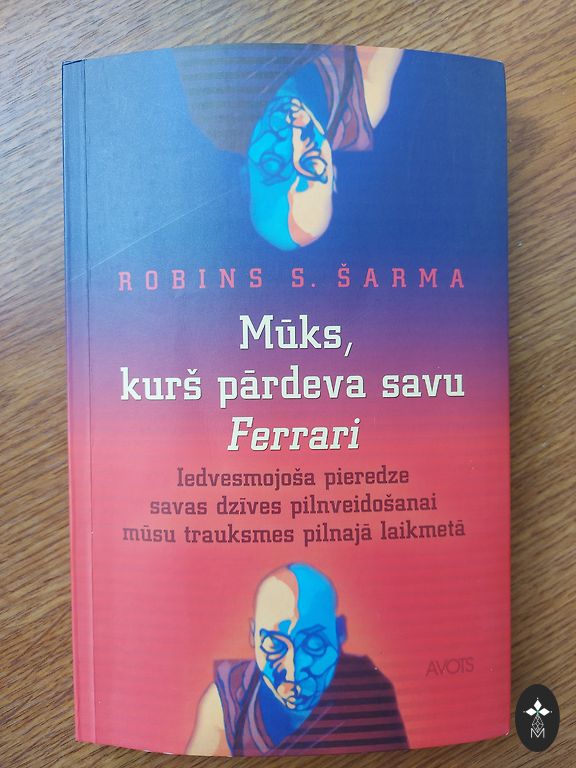 ROBINS S. ŠARMA
Mūks,
kurš pārdeva savu
Ferrari
Iedvesmojoša pieredze
savas dzīves pilnveidošanai
mūsu trauksmes pilnajā laikmetā
AVOTS
M